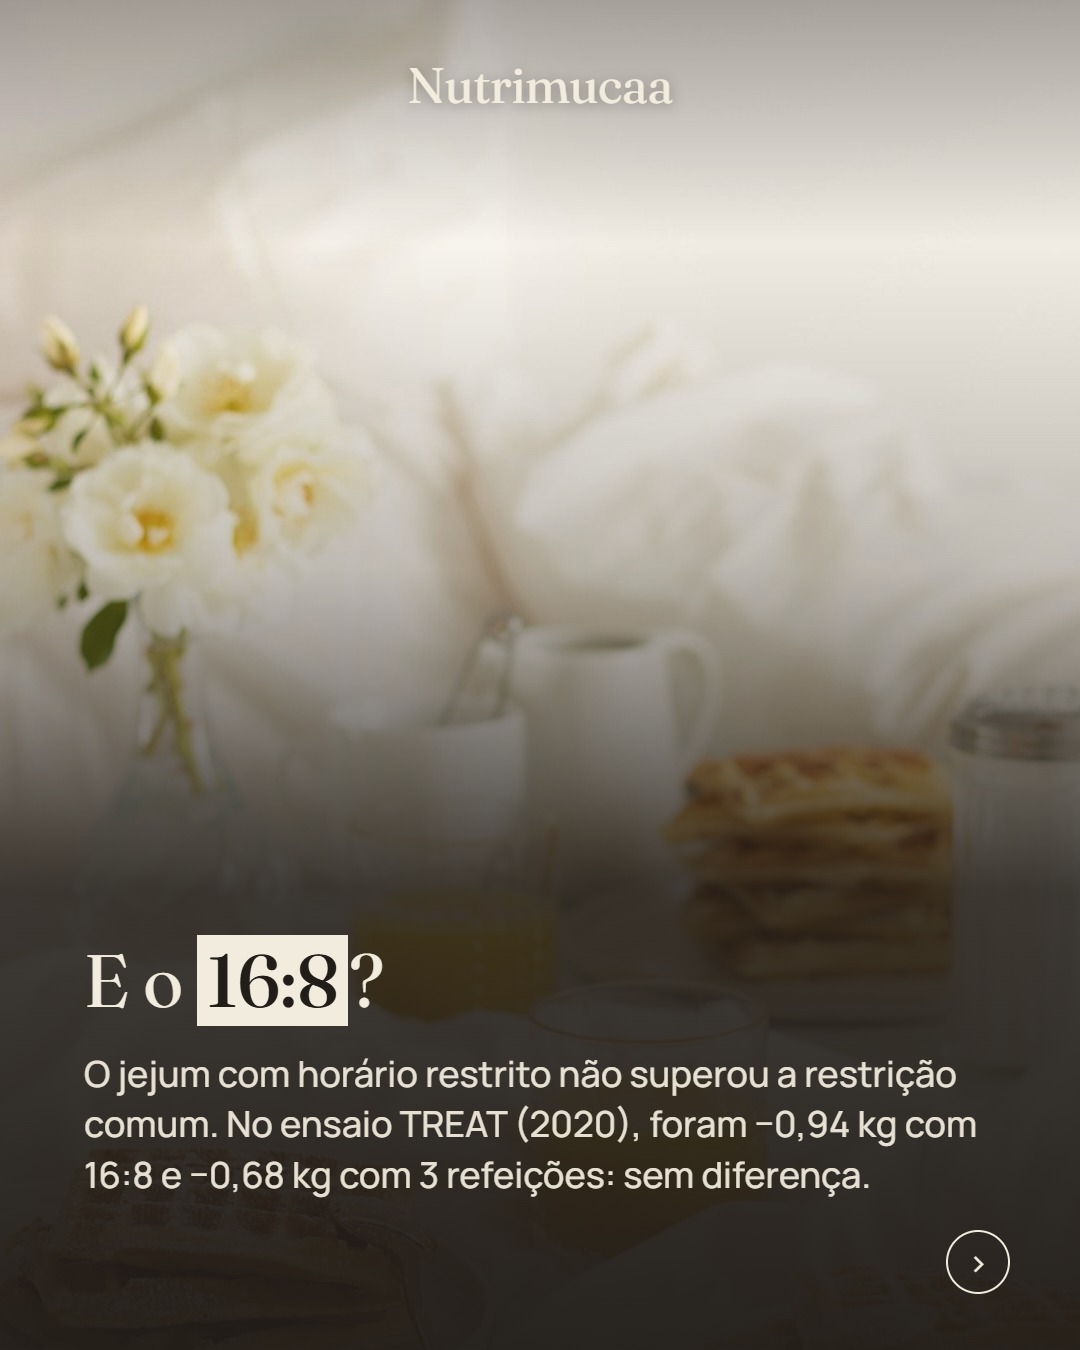 Nutrimucaa
E o 16:8?
O jejum com horário restrito não superou a restrição
comum. No ensaio TREAT (2020), foram −0,94 kg com
16:8 e −0,68 kg com 3 refeições: sem diferença.